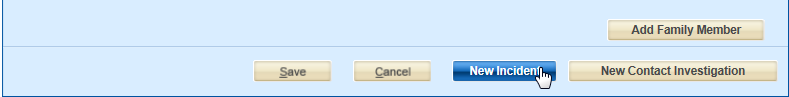 Add Family Member
Save Cancel New Incident New Contact Investigation